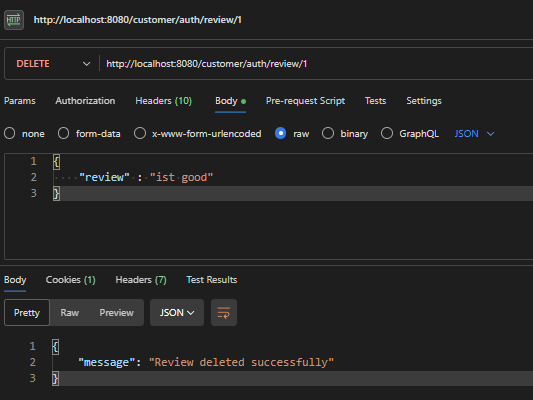 HTTP http://localhost:8080/customer/auth/review/1
DELETE http://localhost:8080/customer/auth/review/1
Params Authorization Headers (10) Body Pre-request Script Tests Settings
none form-data x-www-form-urlencoded raw binary GraphQL JSON
1 {
2 ····"review"·:·"ist·good"
3 }
Body Cookies (1) Headers (7) Test Results
Pretty Raw Preview JSON
1 {
2 "message": "Review deleted successfully"
3 }